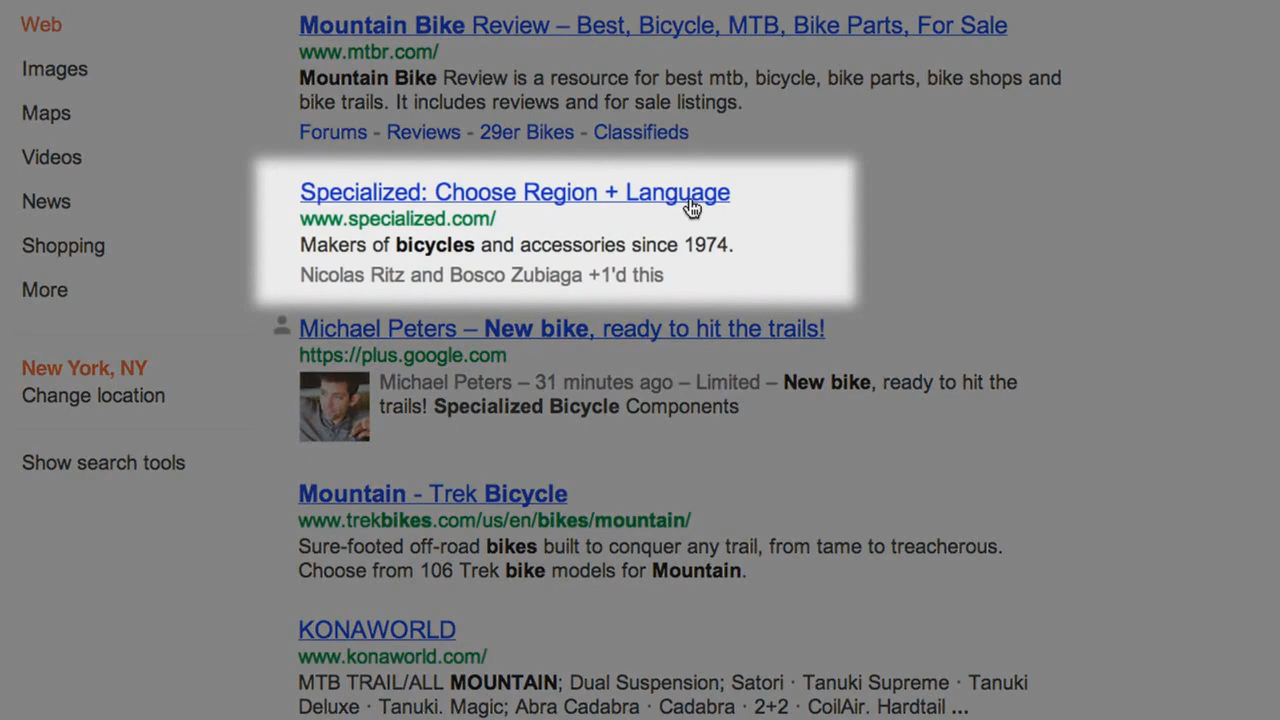 Web
Images
Maps
Videos
News
Shopping
More
New York, NY
Change location
Show search tools
Mountain Bike Review – Best, Bicycle, MTB, Bike Parts, For Sale
www.mtbr.com/
Mountain Bike Review is a resource for best mtb, bicycle, bike parts, bike shops and
bike trails. It includes reviews and for sale listings.
Forums - Reviews - 29er Bikes - Classifieds
Specialized: Choose Region + Language
www.specialized.com/
Makers of bicycles and accessories since 1974.
Nicolas Ritz and Bosco Zubiaga +1'd this
Michael Peters – New bike, ready to hit the trails!
https://plus.google.com
Michael Peters – 31 minutes ago – Limited – New bike, ready to hit the
trails! Specialized Bicycle Components
Mountain - Trek Bicycle
www.trekbikes.com/us/en/bikes/mountain/
Sure-footed off-road bikes built to conquer any trail, from tame to treacherous.
Choose from 106 Trek bike models for Mountain.
KONAWORLD
www.konaworld.com/
MTB TRAIL/ALL MOUNTAIN; Dual Suspension; Satori · Tanuki Supreme · Tanuki
Deluxe · Tanuki. Magic; Abra Cadabra · Cadabra · 2+2 · CoilAir. Hardtail ...